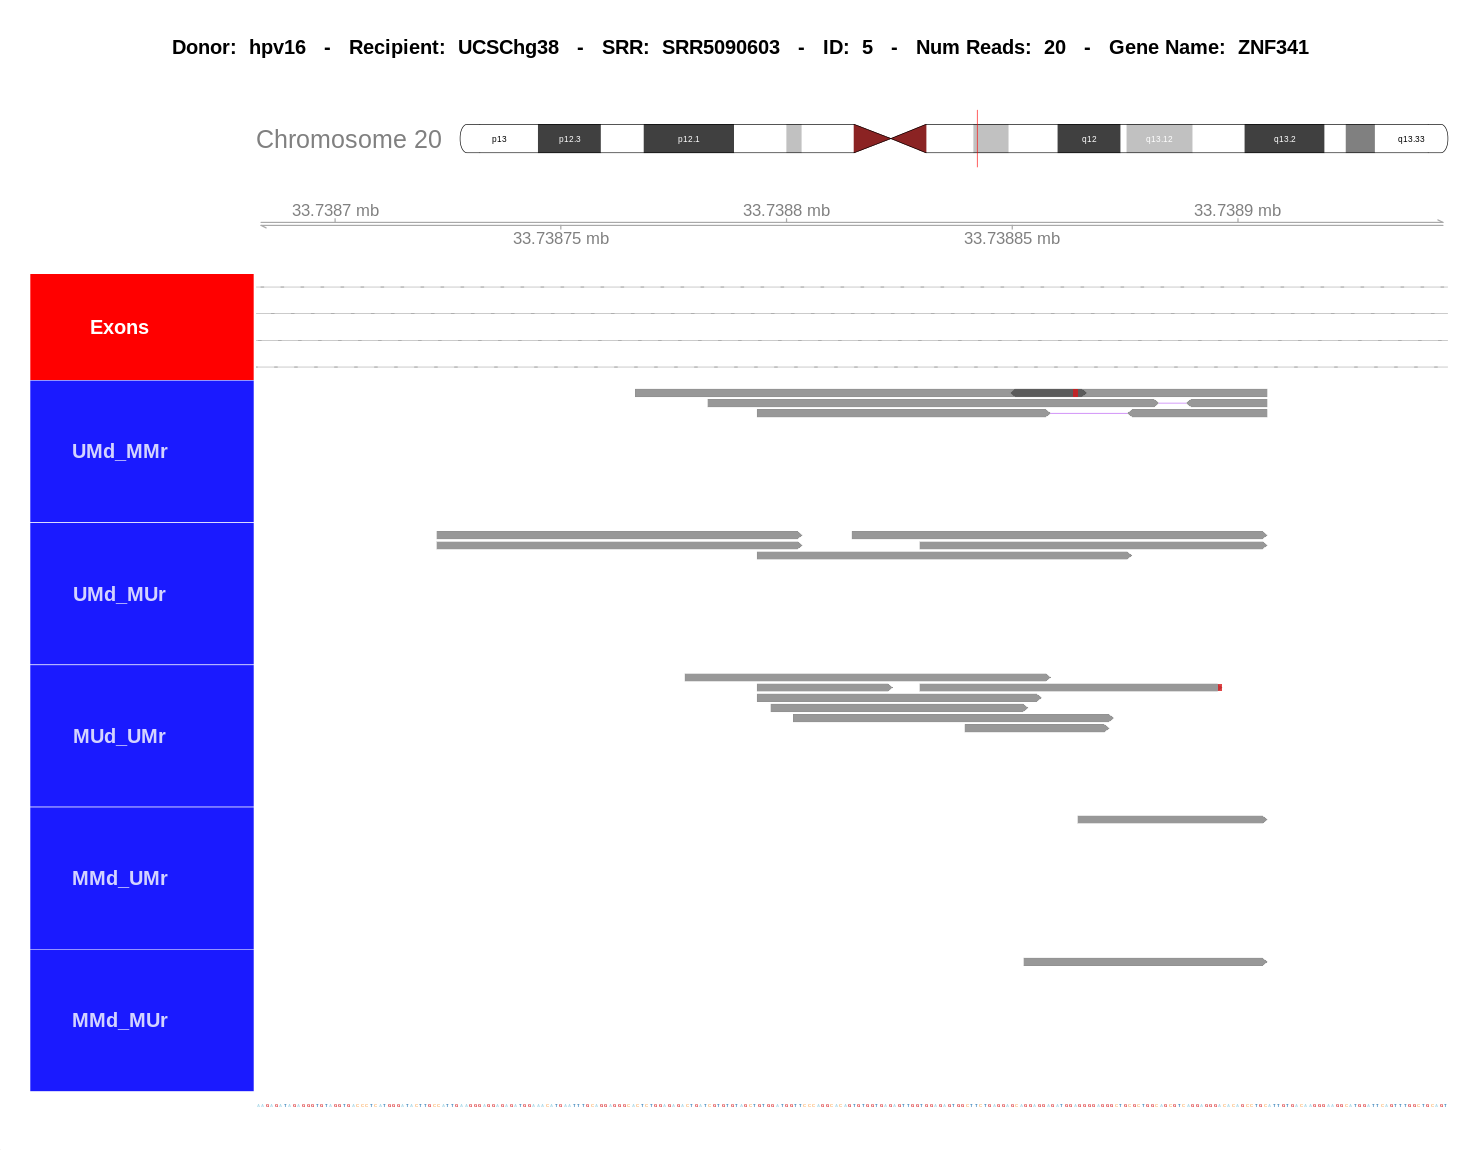 Donor: hpv16 - Recipient: UCSChg38 - SRR: SRR5090603 - ID: 5 - Num Reads: 20 - Gene Name: ZNF341
Chromosome 20
p13 p12.3 p12.1 q12 q13.12 q13.2 q13.33
33.7387 mb 33.7388 mb 33.7389 mb
33.73875 mb 33.73885 mb
Exons
UMd_MMr
UMd_MUr
MUd_UMr
MMd_UMr
MMd_MUr